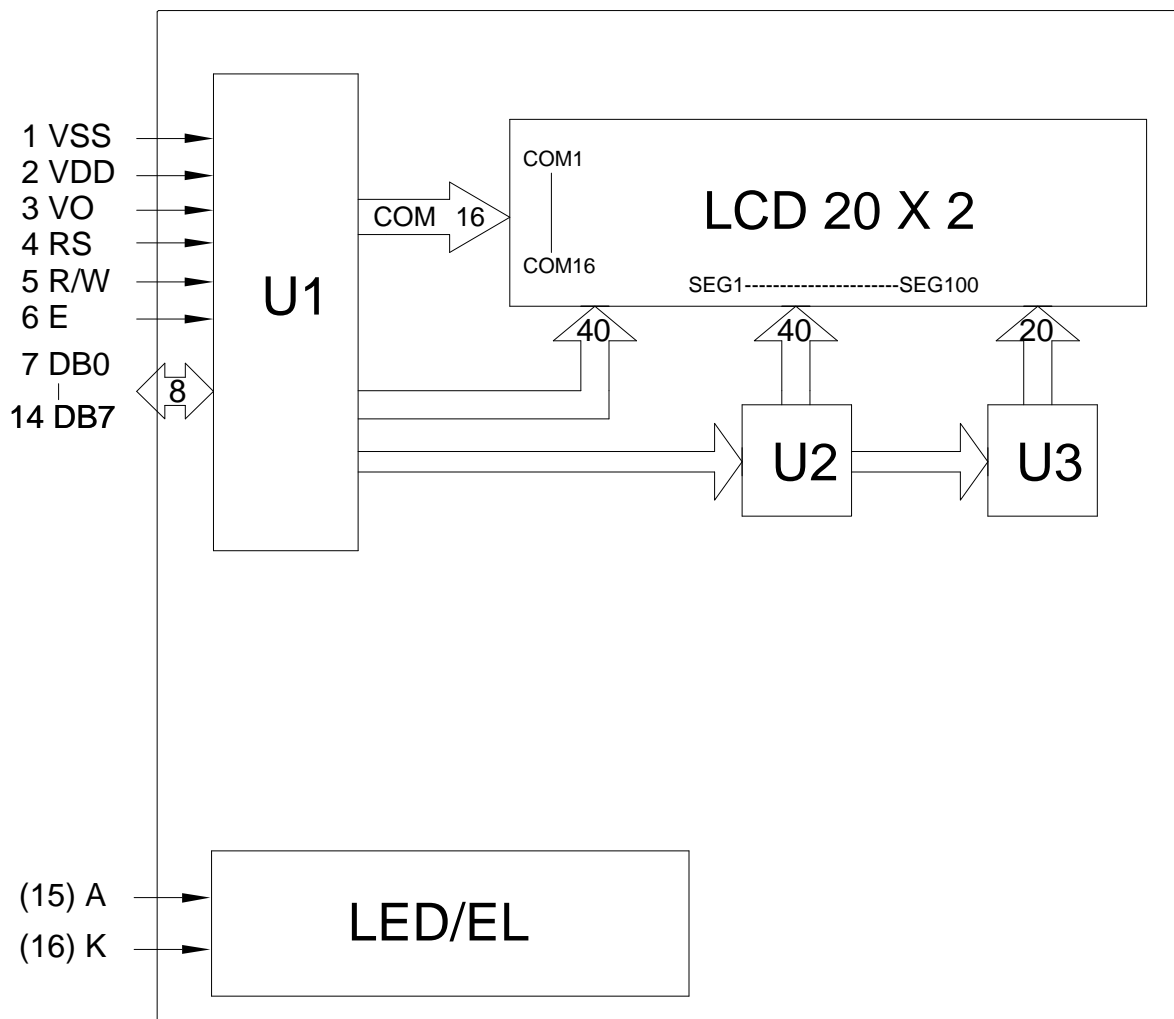 1 VSS
2 VDD
3 VO
4 RS
5 R/W
6 E
7 DB0
14 DB7
8
U1
COM 16
COM1
COM16
LCD 20 X 2
SEG1----------------------SEG100
40
40
20
U2
U3
(15) A
(16) K
LED/EL